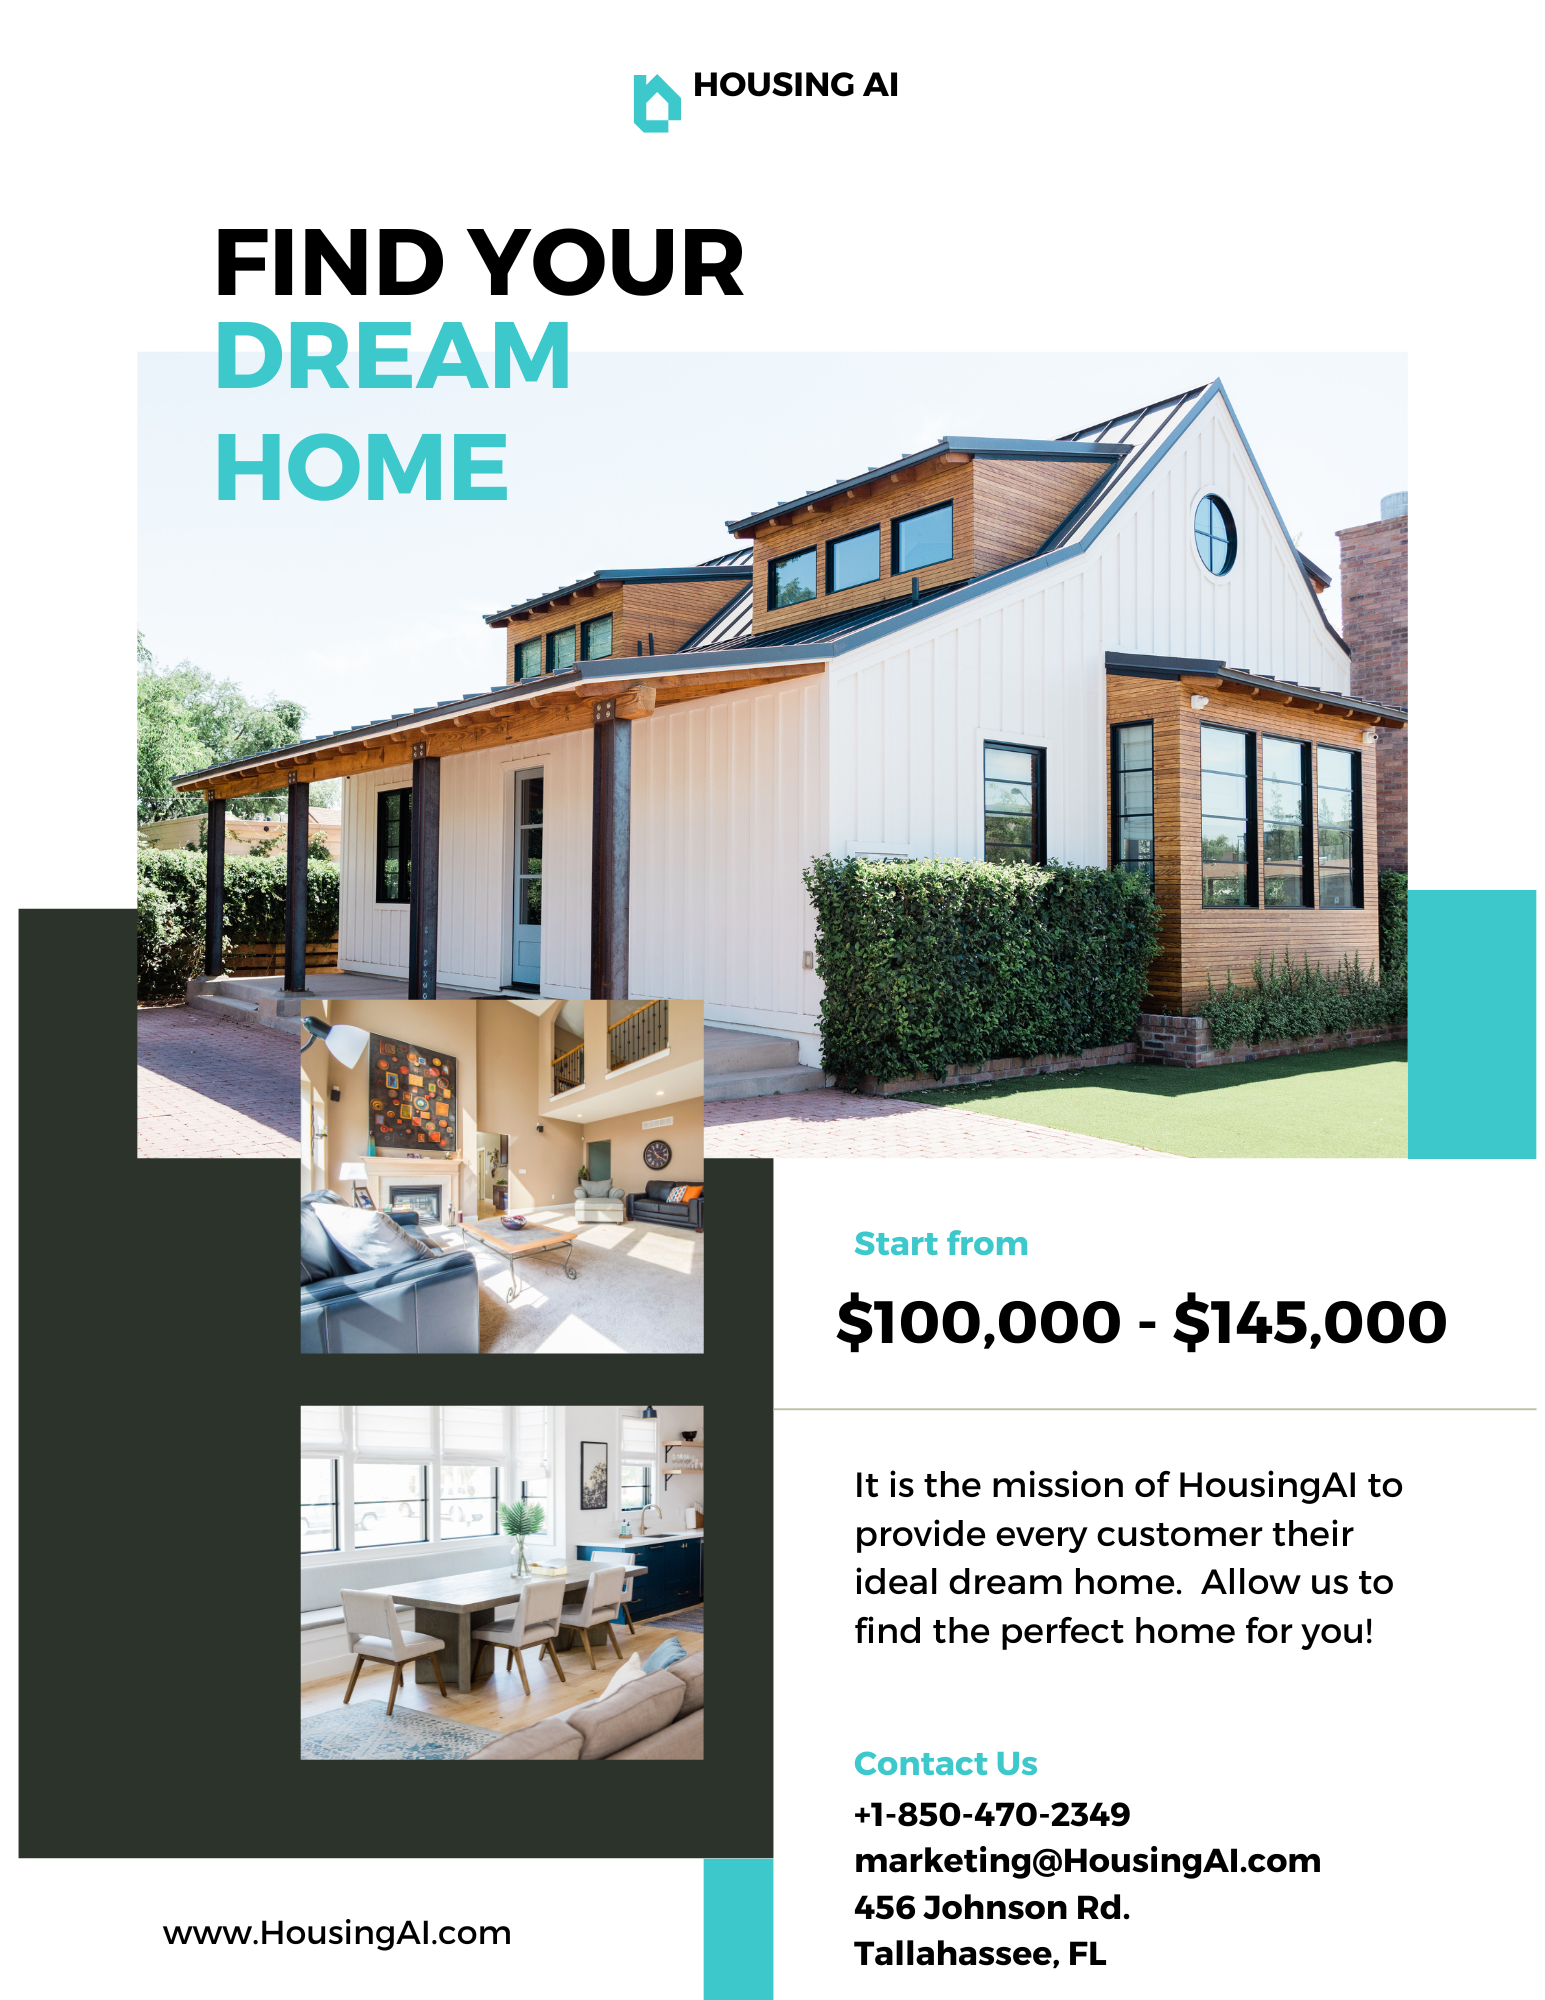 HOUSING AI
FIND YOUR
DREAM
HOME
Start from
$100,000 - $145,000
It is the mission of HousingAI to
provide every customer their
ideal dream home.  Allow us to
find the perfect home for you!
Contact Us
+1-850-470-2349
marketing@HousingAI.com
456 Johnson Rd.
Tallahassee, FL
www.HousingAI.com